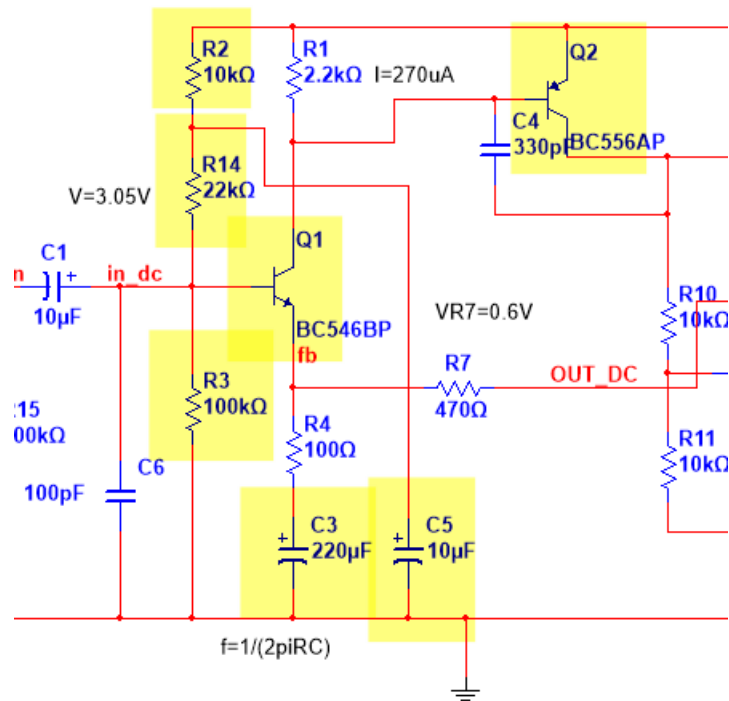 R2
10kΩ
R1
2.2kΩ
I=270uA
Q2
C4
330pF
BC556AP
R14
22kΩ
V=3.05V
Q1
C1
n
in_dc
10µF
BC546BP
fb
VR7=0.6V
R10
10kΩ
R7
OUT_DC
470Ω
R3
100kΩ
R15
00kΩ
R4
100Ω
C6
100pF
R11
10kΩ
C3
220µF
C5
10µF
f=1/(2piRC)